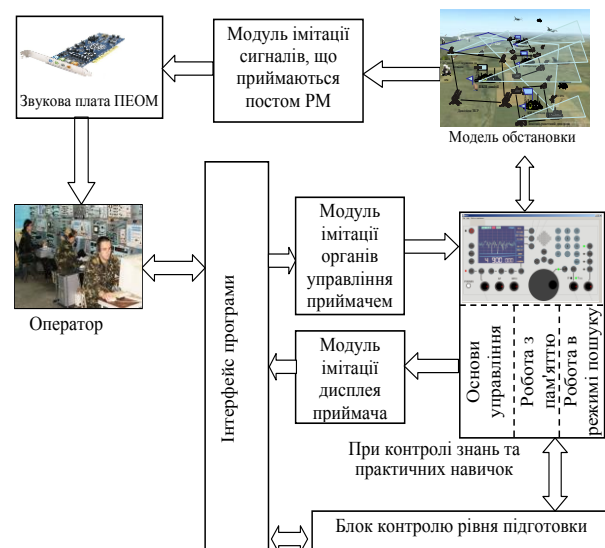 Модуль імітації
сигналів, що
приймаються
постом РМ
Звукова плата ПЕОМ
Модель обстановки
Оператор
Інтерфейс програми
Модуль
імітації
органів
управління
приймачем
Модуль
імітації
дисплея
приймача
Основи
управління
Робота з
пам'яттю
Робота в
режимі пошуку
При контролі знань та
практичних навичок
Блок контролю рівня підготовки